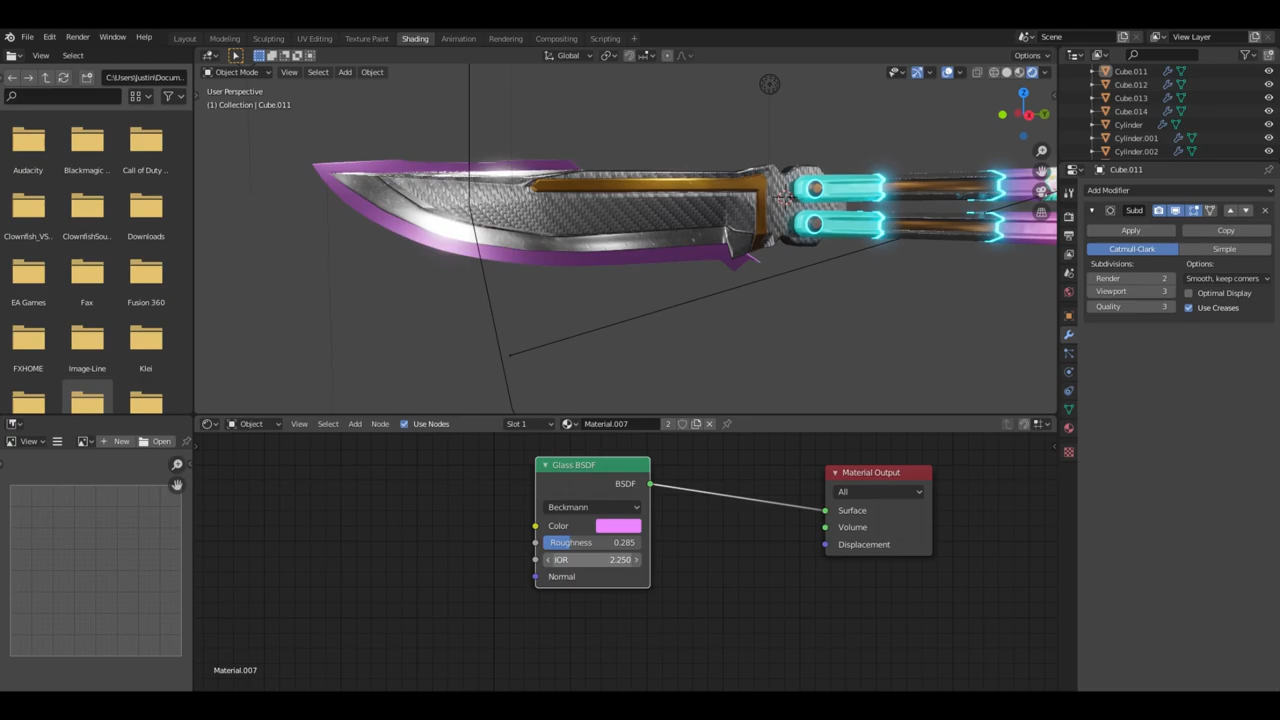 File Edit Render Window Help
Layout Modeling Sculpting UV Editing Texture Paint Shading Animation Rendering Compositing Scripting +
Scene View Layer
View Select
Global Options
C:\Users\Justin\Docum..
Object Mode View Select Add Object
User Perspective
(1) Collection | Cube.011
Cube.011
Cube.012
Cube.013
Cube.014
Cylinder
Cylinder.001
Cylinder.002
Audacity Blackmagic .. Call of Duty ..
Clownfish_VS.. ClownfishSou.. Downloads
EA Games Fax Fusion 360
FXHOME Image-Line Klei
Cube.011
Add Modifier
Subd
Apply Copy
Catmull-Clark Simple
Subdivisions: Options:
Render 2 Smooth, keep corners
Viewport 3 Optimal Display
Quality 3 Use Creases
Z
X
Y
Object View Select Add Node Use Nodes Slot 1 Material.007 2
View New Open
Glass BSDF
BSDF
Beckmann
Color
Roughness 0.285
IOR 2.250
Normal
Material Output
All
Surface
Volume
Displacement
Material.007